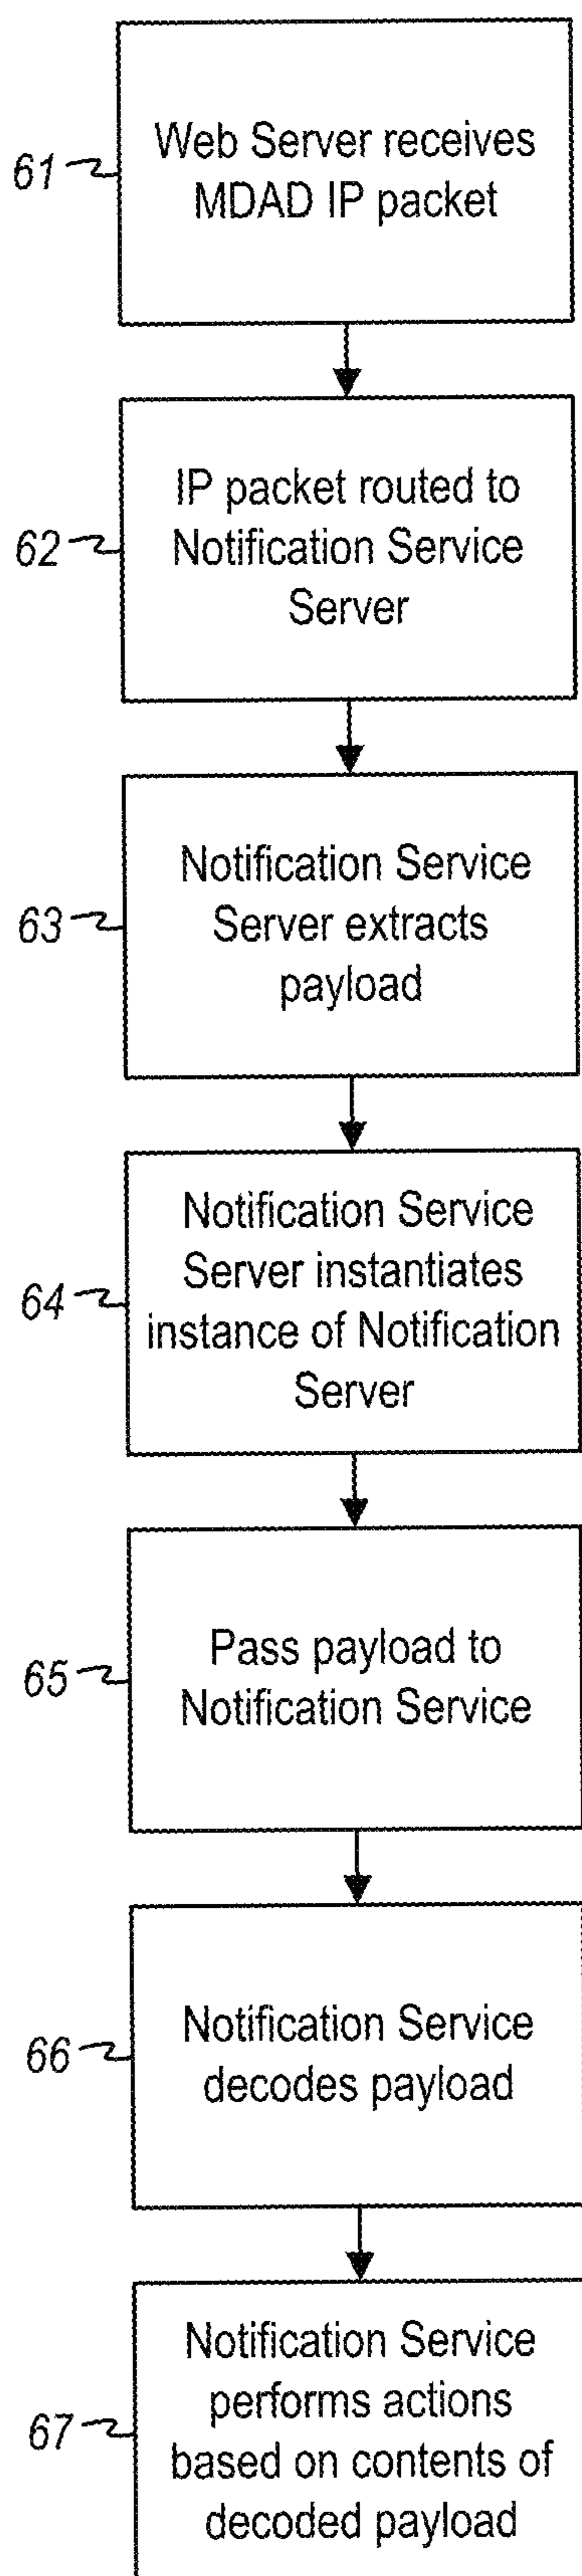 61
Web Server receives
MDAD IP packet
62
IP packet routed to
Notification Service
Server
63
Notification Service
Server extracts
payload
64
Notification Service
Server instantiates
instance of Notification
Server
65
Pass payload to
Notification Service
66
Notification Service
decodes payload
67
Notification Service
performs actions
based on contents of
decoded payload